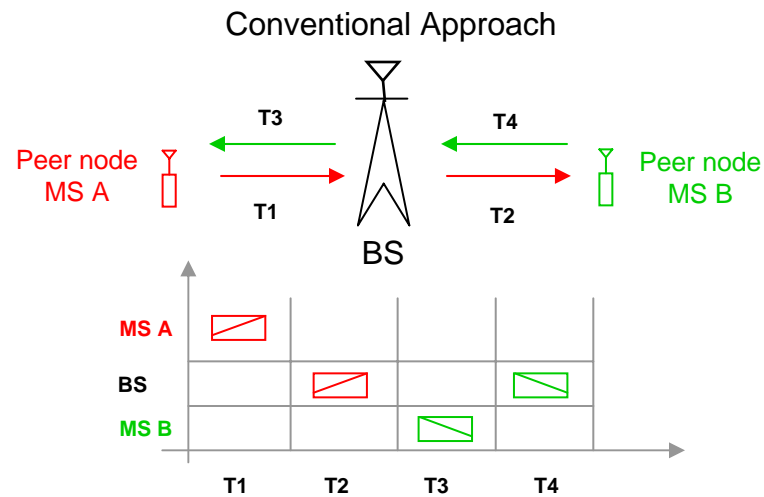 Conventional Approach
T3
T4
Peer node
MS A
Peer node
MS B
T1
T2
BS
MS A
BS
MS B
T1
T2
T3
T4